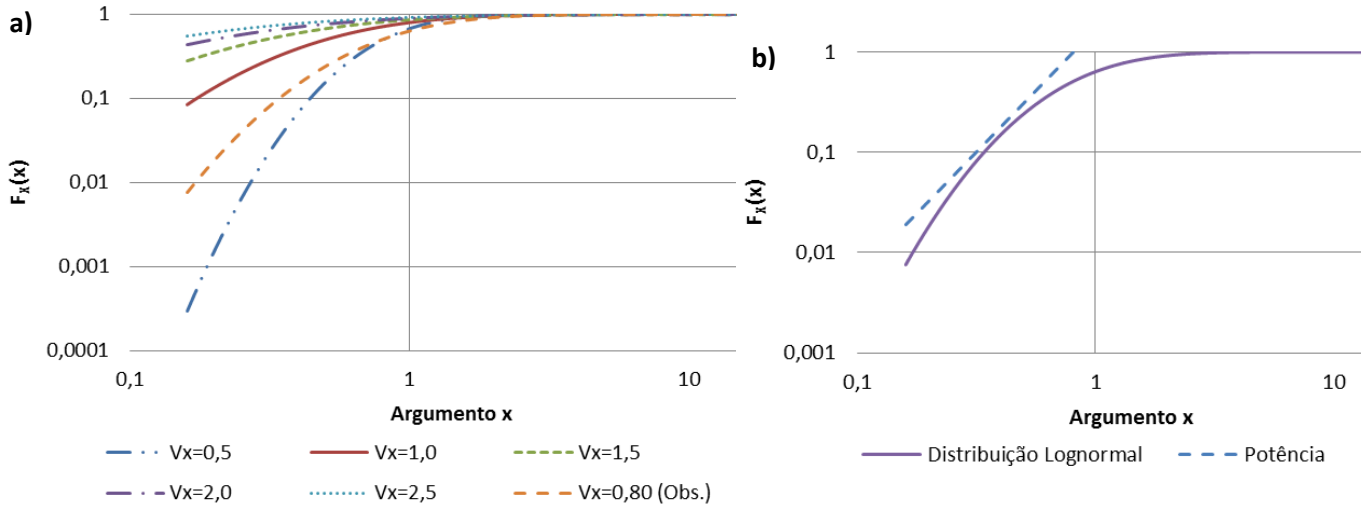 a)
1
0,1
0,01
0,001
0,0001
F_X(x)
0,1
1
10
Argumento x
Vx=0,5
Vx=1,0
Vx=1,5
Vx=2,0
Vx=2,5
Vx=0,80 (Obs.)
b)
1
0,1
0,01
0,001
F_X(x)
0,1
1
10
Argumento x
Distribuição Lognormal
Potência